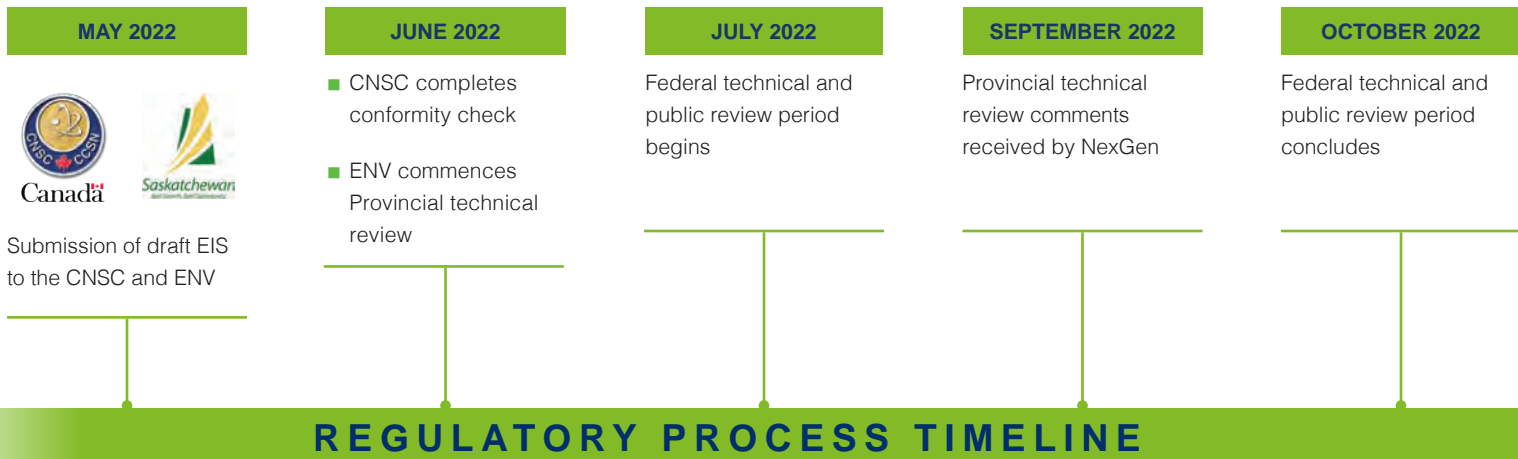 MAY 2022
CNSC CCSN
Canada
Saskatchewan
Submission of draft EIS
to the CNSC and ENV
JUNE 2022
CNSC completes
conformity check
ENV commences
Provincial technical
review
JULY 2022
Federal technical and
public review period
begins
SEPTEMBER 2022
Provincial technical
review comments
received by NexGen
OCTOBER 2022
Federal technical and
public review period
concludes
REGULATORY PROCESS TIMELINE